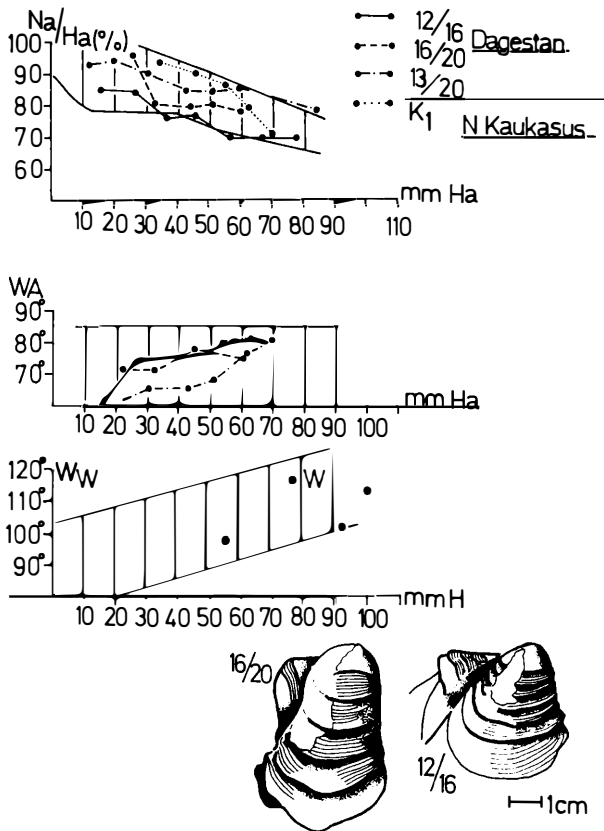 Na/Ha(%)
100
90
80
70
60
10 20 30 40 50 60 70 80 90 110
mm Ha
12/16
16/20
13/20
Dagestan
K1 N Kaukasus
WA
90°
80°
70°
10 20 30 40 50 60 70 80 90 100
mm Ha
WW
W
120°
110°
100°
90°
10 20 30 40 50 60 70 80 90 100
mm H
16/20
12/16
1cm